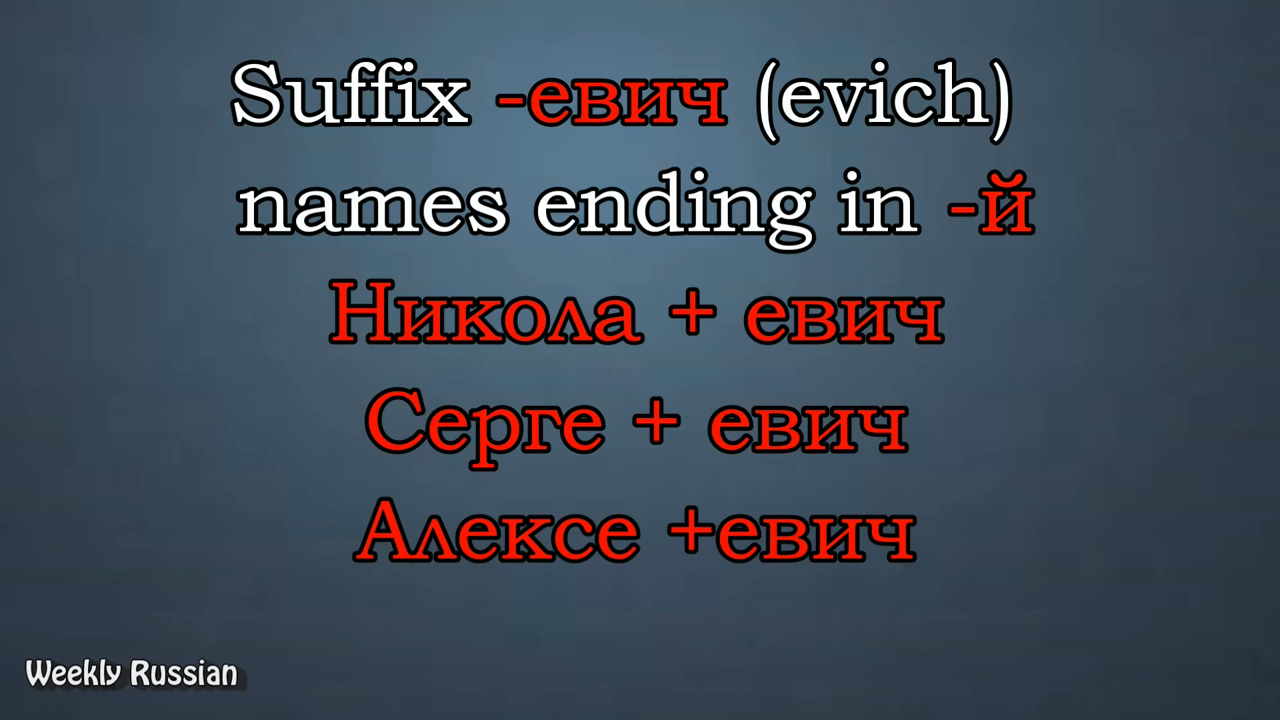 Suffix -евич (evich)
names ending in -й
Никола + евич
Серге + евич
Алексе +евич
Weekly Russian